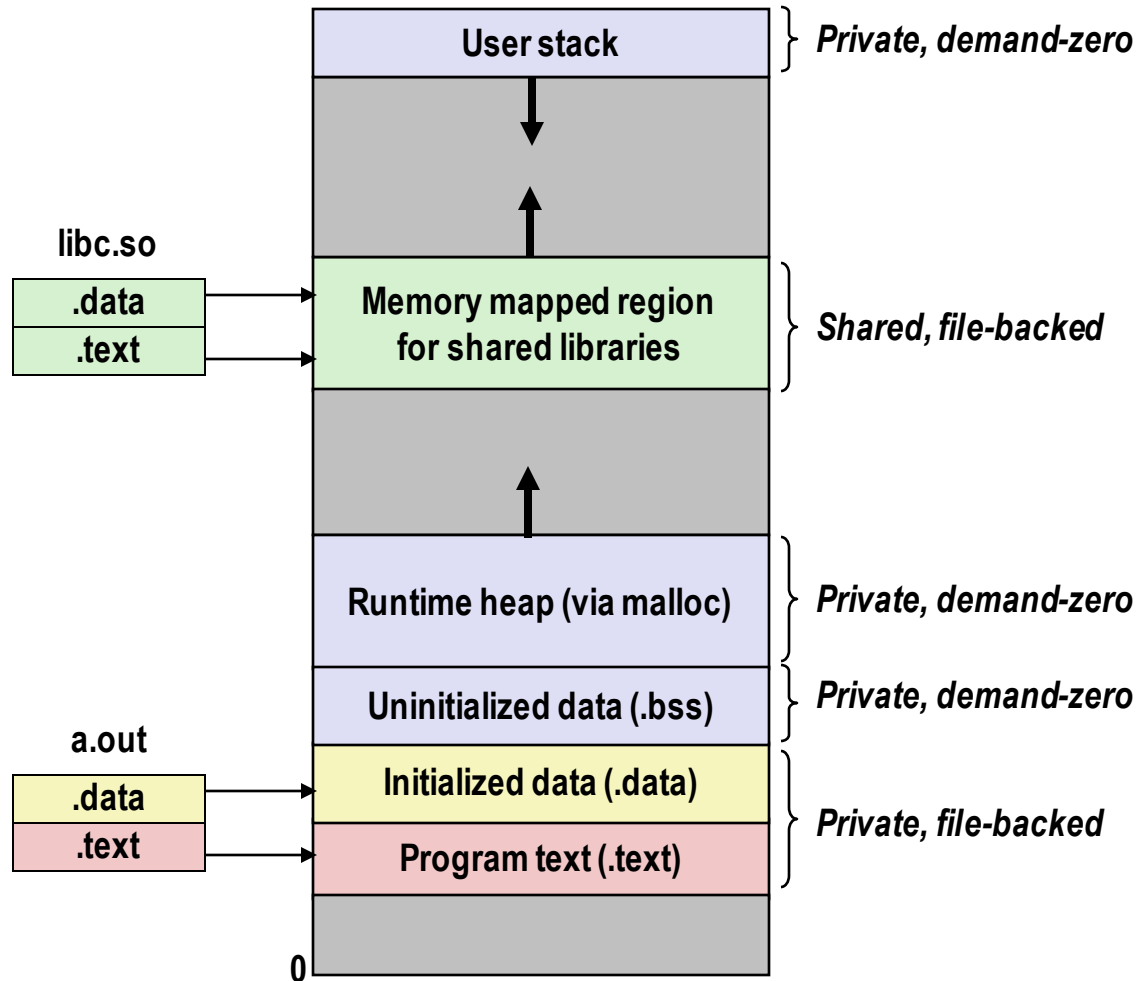 User stack
Private, demand-zero
libc.so
.data
.text
Memory mapped region
for shared libraries
Shared, file-backed
Runtime heap (via malloc)
Private, demand-zero
Uninitialized data (.bss)
Private, demand-zero
a.out
.data
.text
Initialized data (.data)
Program text (.text)
Private, file-backed
0